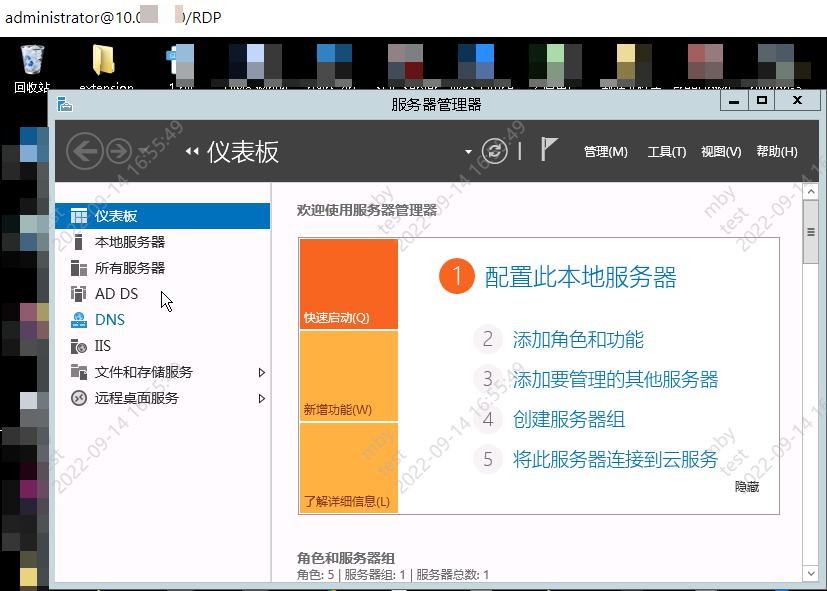 administrator@10.0
0/RDP
回收站
extension
服务器管理器
仪表板
管理(M) 工具(T) 视图(V) 帮助(H)
仪表板
本地服务器
所有服务器
AD DS
DNS
IIS
文件和存储服务
远程桌面服务
欢迎使用服务器管理器
快速启动(Q)
新增功能(W)
了解详细信息(L)
1 配置此本地服务器
2 添加角色和功能
3 添加要管理的其他服务器
4 创建服务器组
5 将此服务器连接到云服务
隐藏
角色和服务器组
角色: 5 | 服务器组: 1 | 服务器总数: 1
mby
test
2022-09-14 16:55:49